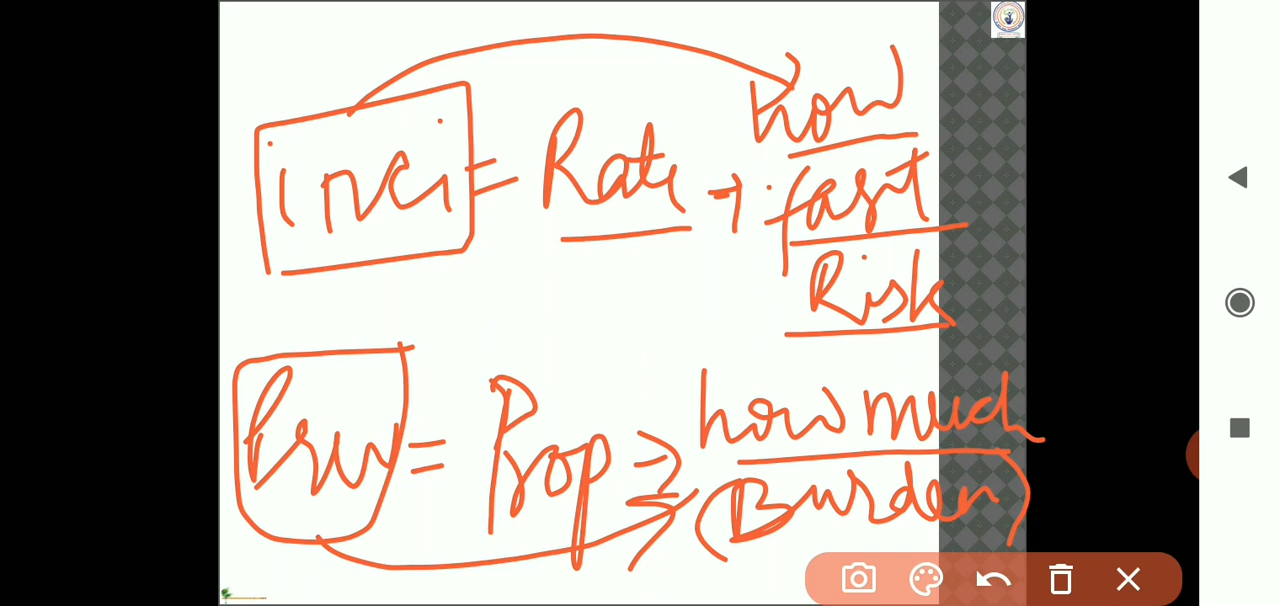 inci = Rate → how
fast
Risk
Prev = Prop ⇒ how much
(Burden)